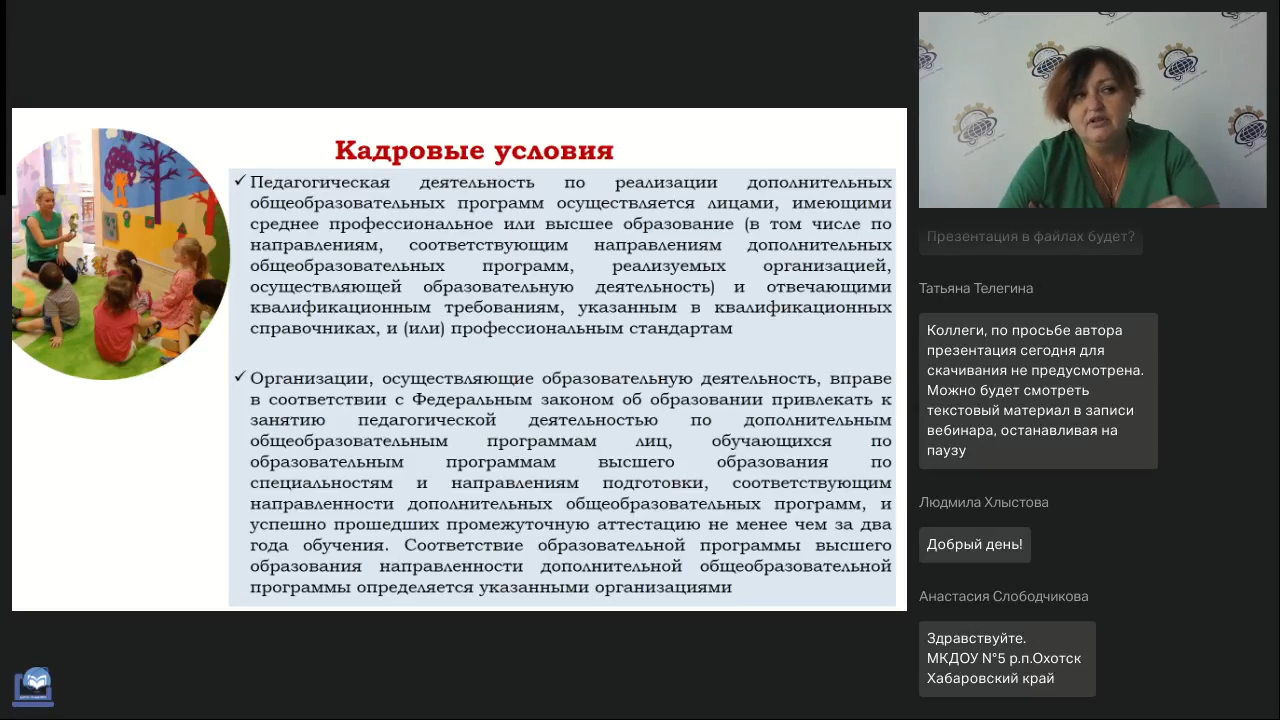 Кадровые условия
✓ Педагогическая деятельность по реализации дополнительных
общеобразовательных программ осуществляется лицами, имеющими
среднее профессиональное или высшее образование (в том числе по
направлениям, соответствующим направлениям дополнительных
общеобразовательных программ, реализуемых организацией,
осуществляющей образовательную деятельность) и отвечающими
квалификационным требованиям, указанным в квалификационных
справочниках, и (или) профессиональным стандартам
✓ Организации, осуществляющие образовательную деятельность, вправе
в соответствии с Федеральным законом об образовании привлекать к
занятию педагогической деятельностью по дополнительным
общеобразовательным программам лиц, обучающихся по
образовательным программам высшего образования по
специальностям и направлениям подготовки, соответствующим
направленности дополнительных общеобразовательных программ, и
успешно прошедших промежуточную аттестацию не менее чем за два
года обучения. Соответствие образовательной программы высшего
образования направленности дополнительной общеобразовательной
программы определяется указанными организациями
Презентация в файлах будет?
Татьяна Телегина
Коллеги, по просьбе автора
презентация сегодня для
скачивания не предусмотрена.
Можно будет смотреть
текстовый материал в записи
вебинара, останавливая на
паузу
Людмила Хлыстова
Добрый день!
Анастасия Слободчикова
Здравствуйте.
МКДОУ №5 р.п.Охотск
Хабаровский край